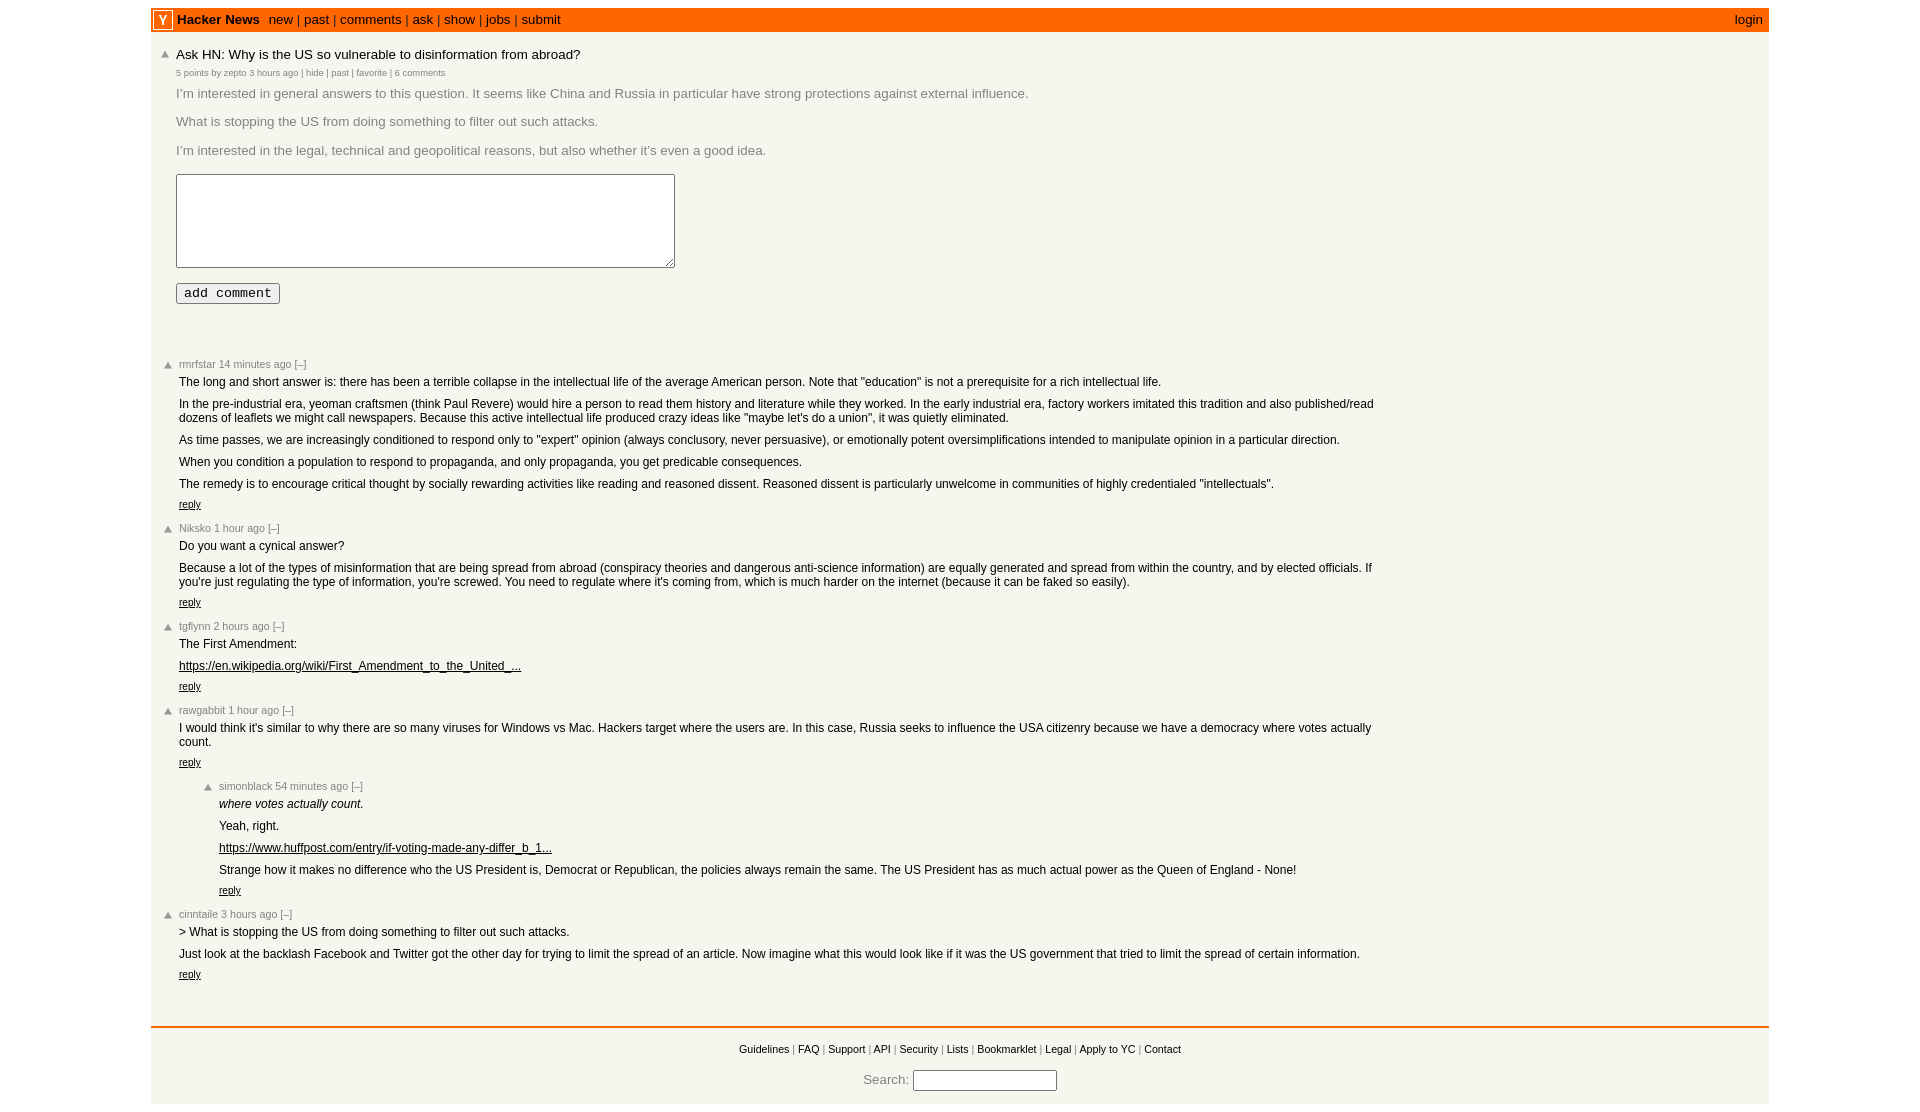 Y Hacker News new | past | comments | ask | show | jobs | submit login
Ask HN: Why is the US so vulnerable to disinformation from abroad?
5 points by zepto 3 hours ago | hide | past | favorite | 6 comments
I’m interested in general answers to this question. It seems like China and Russia in particular have strong protections against external influence.
What is stopping the US from doing something to filter out such attacks.
I’m interested in the legal, technical and geopolitical reasons, but also whether it’s even a good idea.
add comment
rmrfstar 14 minutes ago [–]
The long and short answer is: there has been a terrible collapse in the intellectual life of the average American person. Note that "education" is not a prerequisite for a rich intellectual life.
In the pre-industrial era, yeoman craftsmen (think Paul Revere) would hire a person to read them history and literature while they worked. In the early industrial era, factory workers imitated this tradition and also published/read
dozens of leaflets we might call newspapers. Because this active intellectual life produced crazy ideas like "maybe let's do a union", it was quietly eliminated.
As time passes, we are increasingly conditioned to respond only to "expert" opinion (always conclusory, never persuasive), or emotionally potent oversimplifications intended to manipulate opinion in a particular direction.
When you condition a population to respond to propaganda, and only propaganda, you get predicable consequences.
The remedy is to encourage critical thought by socially rewarding activities like reading and reasoned dissent. Reasoned dissent is particularly unwelcome in communities of highly credentialed "intellectuals".
reply
Niksko 1 hour ago [–]
Do you want a cynical answer?
Because a lot of the types of misinformation that are being spread from abroad (conspiracy theories and dangerous anti-science information) are equally generated and spread from within the country, and by elected officials. If
you're just regulating the type of information, you're screwed. You need to regulate where it's coming from, which is much harder on the internet (because it can be faked so easily).
reply
tgflynn 2 hours ago [–]
The First Amendment:
https://en.wikipedia.org/wiki/First_Amendment_to_the_United_...
reply
rawgabbit 1 hour ago [–]
I would think it's similar to why there are so many viruses for Windows vs Mac. Hackers target where the users are. In this case, Russia seeks to influence the USA citizenry because we have a democracy where votes actually
count.
reply
simonblack 54 minutes ago [–]
where votes actually count.
Yeah, right.
https://www.huffpost.com/entry/if-voting-made-any-differ_b_1...
Strange how it makes no difference who the US President is, Democrat or Republican, the policies always remain the same. The US President has as much actual power as the Queen of England - None!
reply
cinntaile 3 hours ago [–]
> What is stopping the US from doing something to filter out such attacks.
Just look at the backlash Facebook and Twitter got the other day for trying to limit the spread of an article. Now imagine what this would look like if it was the US government that tried to limit the spread of certain information.
reply
Guidelines | FAQ | Support | API | Security | Lists | Bookmarklet | Legal | Apply to YC | Contact
Search: